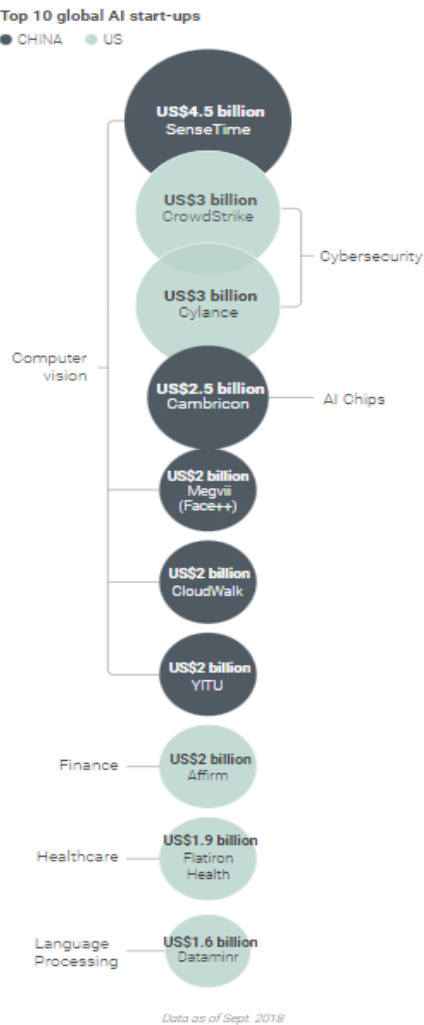 Top 10 global AI start-ups
CHINA US
US$4.5 billion
SenseTime
US$3 billion
CrowdStrike
Cybersecurity
US$3 billion
Cylance
Computer
vision
US$2.5 billion
Cambricon
AI Chips
US$2 billion
Megvii
(Face++)
US$2 billion
CloudWalk
US$2 billion
YITU
Finance
US$2 billion
Affirm
Healthcare
US$1.9 billion
Flatiron
Health
Language
Processing
US$1.6 billion
Dataminr
Data as of Sept. 2018